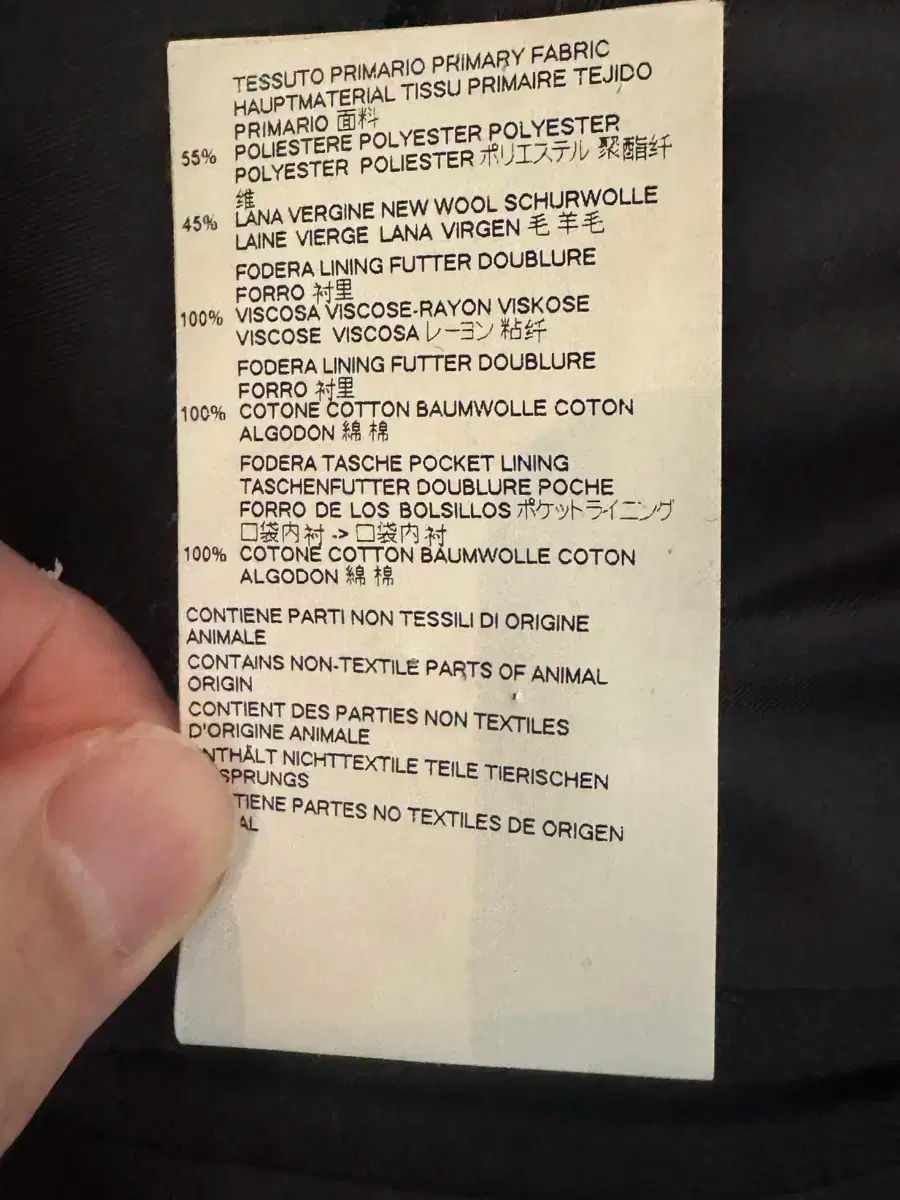 TESSUTO PRIMARIO PRIMARY FABRIC
HAUPTMATERIAL TISSU PRIMAIRE TEJIDO
PRIMARIO 面料
55% POLIESTERE POLYESTER POLYESTER
POLYESTER POLIESTER ポリエステル 聚酯纤
维
45% LANA VERGINE NEW WOOL SCHURWOLLE
LAINE VIERGE LANA VIRGEN 毛 羊毛
FODERA LINING FUTTER DOUBLURE
FORRO 衬里
100% VISCOSA VISCOSE-RAYON VISKOSE
VISCOSE VISCOSA レーヨン 粘纤
FODERA LINING FUTTER DOUBLURE
FORRO 衬里
100% COTONE COTTON BAUMWOLLE COTON
ALGODON 綿 棉
FODERA TASCHE POCKET LINING
TASCHENFUTTER DOUBLURE POCHE
FORRO DE LOS BOLSILLOS ポケットライニング
口袋内衬 -> 口袋内衬
100% COTONE COTTON BAUMWOLLE COTON
ALGODON 綿 棉
CONTIENE PARTI NON TESSILI DI ORIGINE
ANIMALE
CONTAINS NON-TEXTILE PARTS OF ANIMAL
ORIGIN
CONTIENT DES PARTIES NON TEXTILES
D'ORIGINE ANIMALE
NTHÄLT NICHTTEXTILE TEILE TIERISCHEN
SPRUNGS
TIENE PARTES NO TEXTILES DE ORIGEN
AL